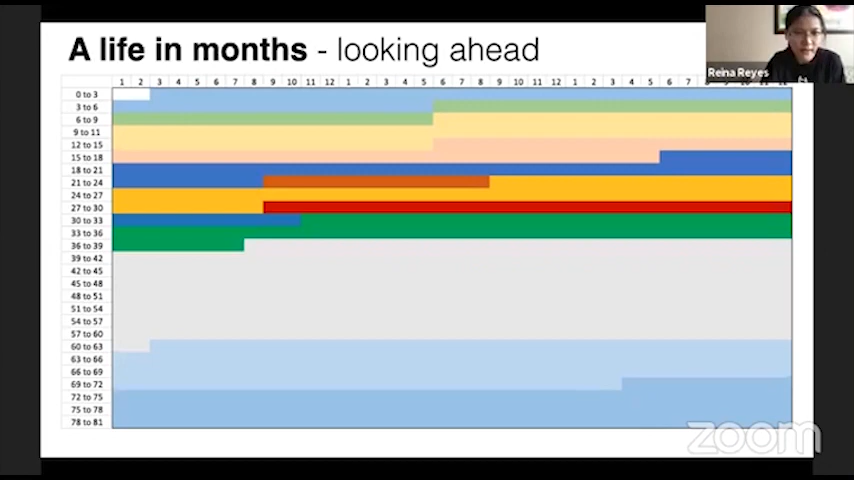 A life in months - looking ahead
Reina Reyes
1 2 3 4 5 6 7 8 9 10 11 12 1 2 3 4 5 6 7 8 9 10 11 12 1 2 3 4 5 6 7
0 to 3
3 to 6
6 to 9
9 to 11
12 to 15
15 to 18
18 to 21
21 to 24
24 to 27
27 to 30
30 to 33
33 to 36
36 to 39
39 to 42
42 to 45
45 to 48
48 to 51
51 to 54
54 to 57
57 to 60
60 to 63
63 to 66
66 to 69
69 to 72
72 to 75
75 to 78
78 to 81
zoom